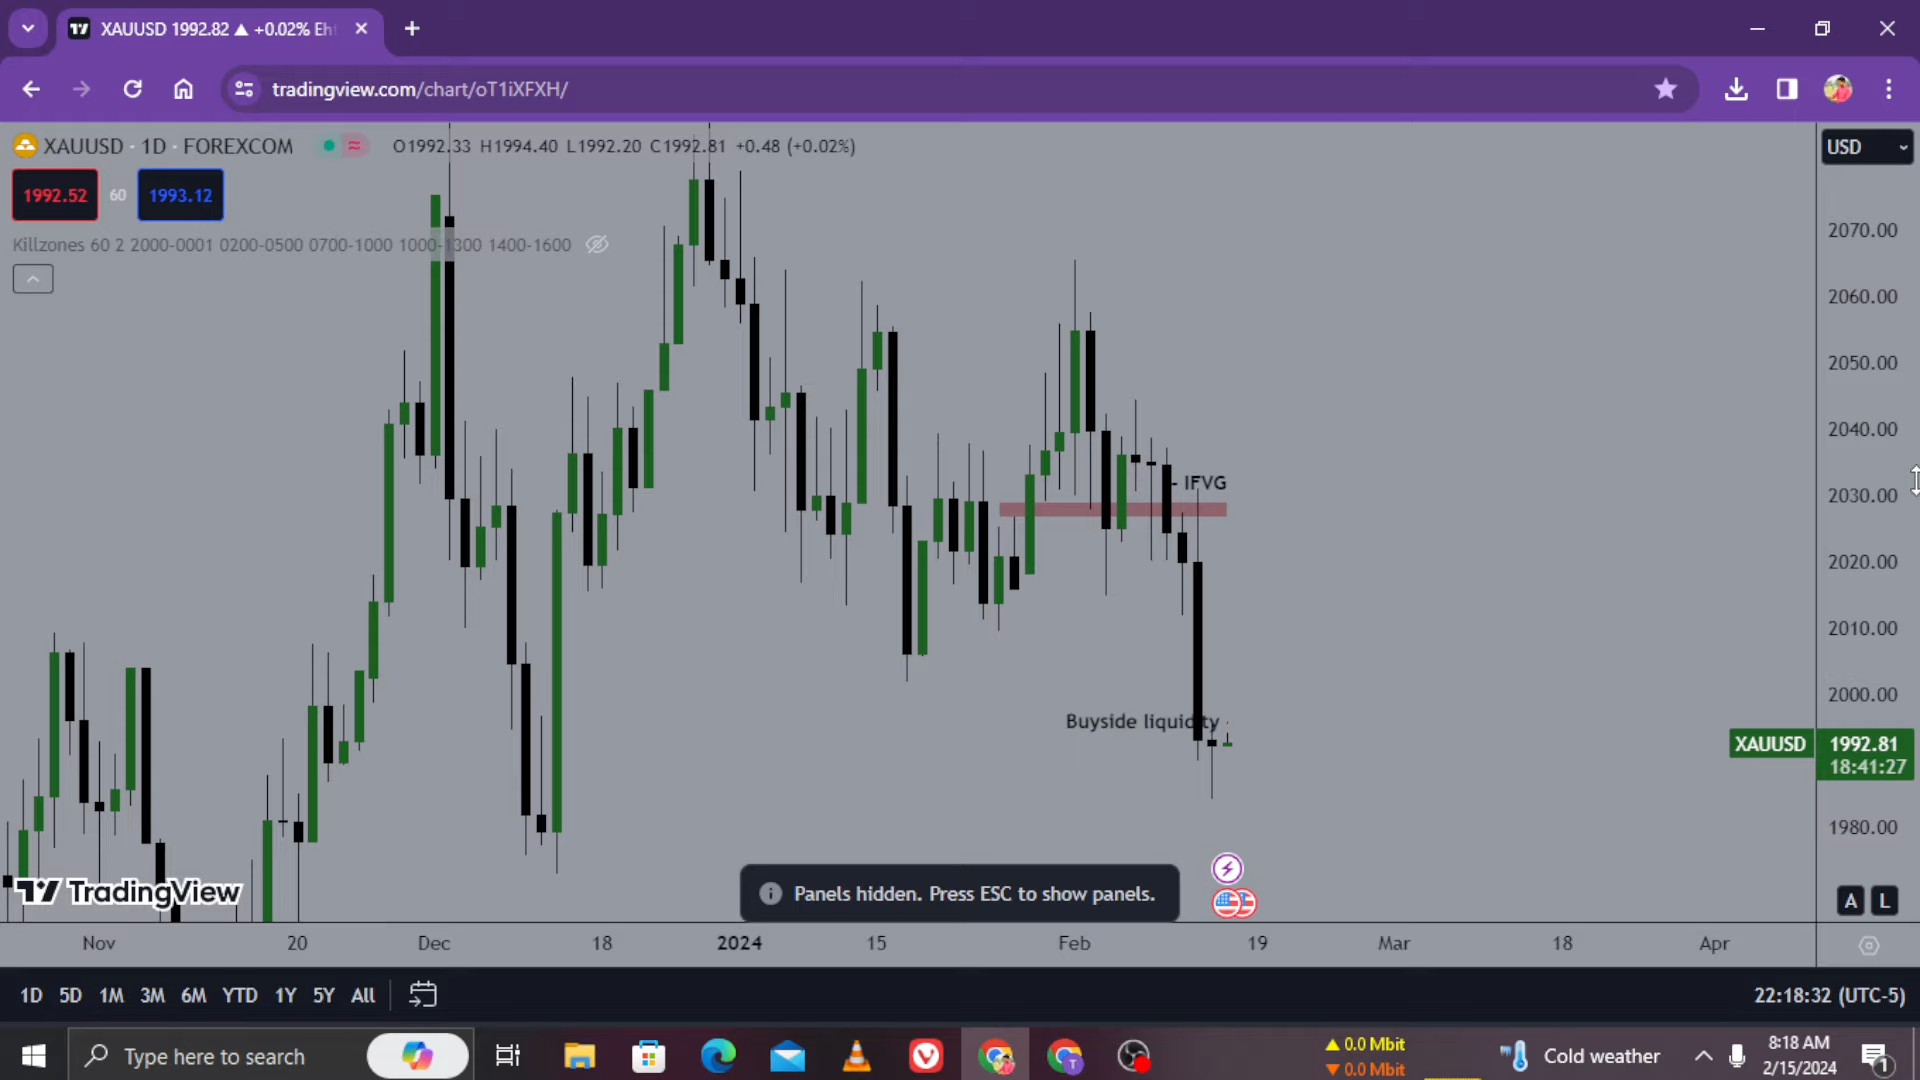 XAUUSD 1992.82 ▲ +0.02% Eh
tradingview.com/chart/oT1iXFXH/
XAUUSD · 1D · FOREXCOM O1992.33 H1994.40 L1992.20 C1992.81 +0.48 (+0.02%)
USD
1992.52 60 1993.12
Killzones 60 2 2000-0001 0200-0500 0700-1000 1000-1300 1400-1600
2070.00
2060.00
2050.00
2040.00
- IFVG
2030.00
2020.00
2010.00
2000.00
Buyside liquidity
XAUUSD 1992.81
18:41:27
1980.00
TradingView
Panels hidden. Press ESC to show panels.
A L
Nov 20 Dec 18 2024 15 Feb 19 Mar 18 Apr
1D 5D 1M 3M 6M YTD 1Y 5Y All 22:18:32 (UTC-5)
Type here to search
▲ 0.0 Mbit
▼ 0.0 Mbit
Cold weather
8:18 AM
2/15/2024
1